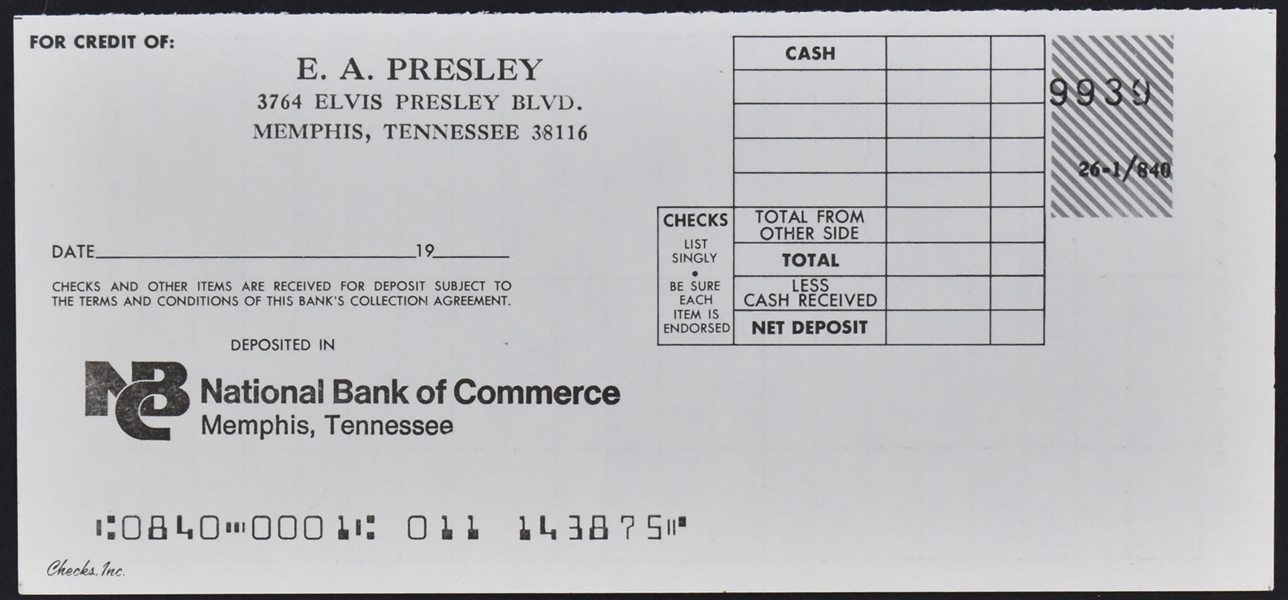 FOR CREDIT OF:
E. A. PRESLEY
3764 ELVIS PRESLEY BLVD.
MEMPHIS, TENNESSEE 38116
DATE 19
CHECKS AND OTHER ITEMS ARE RECEIVED FOR DEPOSIT SUBJECT TO
THE TERMS AND CONDITIONS OF THIS BANK'S COLLECTION AGREEMENT.
DEPOSITED IN
NBC
National Bank of Commerce
Memphis, Tennessee
CASH
CHECKS
LIST
SINGLY
•
BE SURE
EACH
ITEM IS
ENDORSED
TOTAL FROM
OTHER SIDE
TOTAL
LESS
CASH RECEIVED
NET DEPOSIT
9939
26-1/840
⑆0840⑉0001⑆ 011 143875⑈
Checks, Inc.